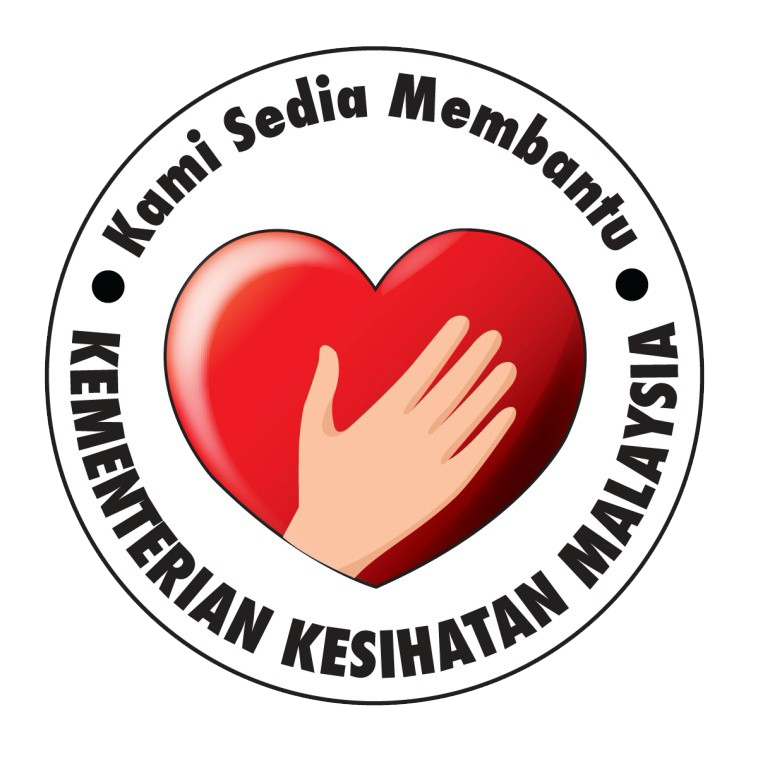 Kami Sedia Membantu
KEMENTERIAN KESIHATAN MALAYSIA